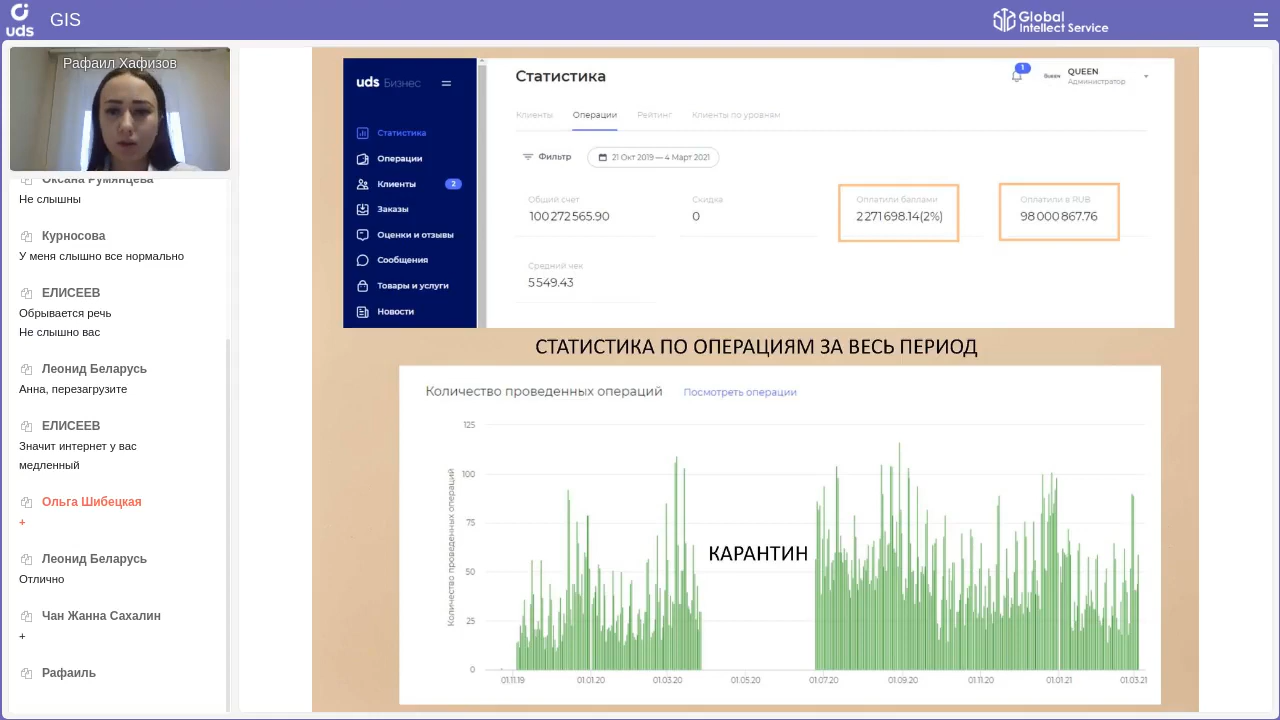 uds
GIS
Global
Intellect Service
Рафаил Хафизов
Оксана Румянцева
Не слышны
Курносова
У меня слышно все нормально
ЕЛИСЕЕВ
Обрывается речь
Не слышно вас
Леонид Беларусь
Анна, перезагрузите
ЕЛИСЕЕВ
Значит интернет у вас
медленный
Ольга Шибецкая
+
Леонид Беларусь
Отлично
Чан Жанна Сахалин
+
Рафаиль
uds Бизнес
Статистика
Операции
Клиенты 2
Заказы
Оценки и отзывы
Сообщения
Товары и услуги
Новости
Статистика
1
Queen
QUEEN
Администратор
Клиенты Операции Рейтинг Клиенты по уровням
Фильтр 21 Окт 2019 — 4 Март 2021
Общий счет Скидка Оплатили баллами Оплатили в RUB
100 272 565.90 0 2 271 698.14(2%) 98 000 867.76
Средний чек
5 549.43
СТАТИСТИКА ПО ОПЕРАЦИЯМ ЗА ВЕСЬ ПЕРИОД
Количество проведенных операций Посмотреть операции
Количество проведенных операций
125
100
75
50
25
0
КАРАНТИН
01.11.19 01.01.20 01.03.20 01.05.20 01.07.20 01.09.20 01.11.20 01.01.21 01.03.21